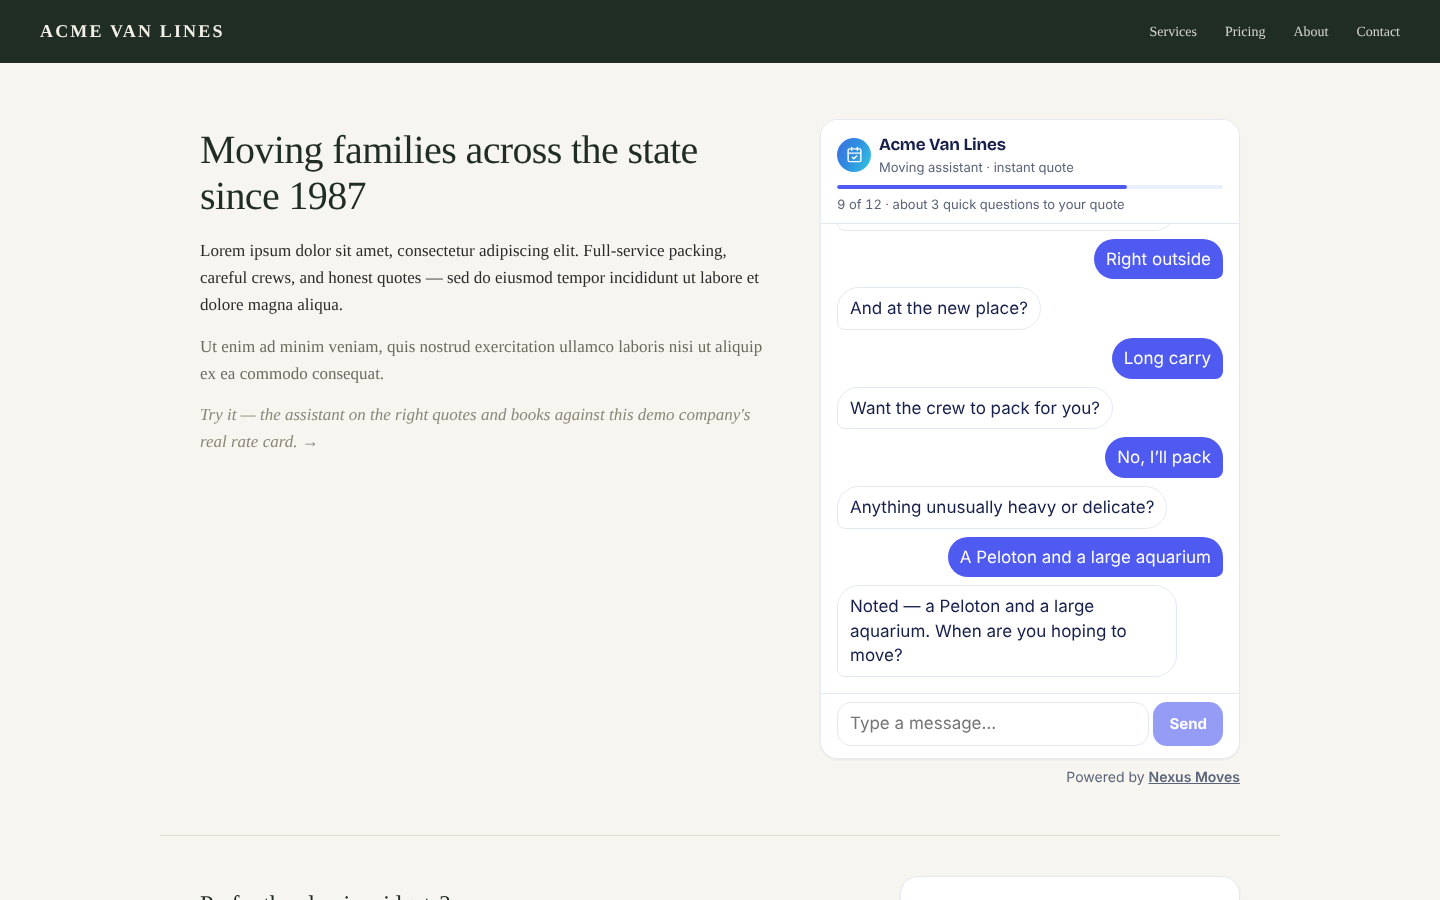 ACME VAN LINES
Services
Pricing
About
Contact
Moving families across the state
since 1987
Lorem ipsum dolor sit amet, consectetur adipiscing elit. Full-service packing,
careful crews, and honest quotes — sed do eiusmod tempor incididunt ut labore et
dolore magna aliqua.
Ut enim ad minim veniam, quis nostrud exercitation ullamco laboris nisi ut aliquip
ex ea commodo consequat.
Try it — the assistant on the right quotes and books against this demo company's
real rate card. →
Acme Van Lines
Moving assistant · instant quote
9 of 12 · about 3 quick questions to your quote
Right outside
And at the new place?
Long carry
Want the crew to pack for you?
No, I’ll pack
Anything unusually heavy or delicate?
A Peloton and a large aquarium
Noted — a Peloton and a large
aquarium. When are you hoping to
move?
Type a message…
Send
Powered by Nexus Moves